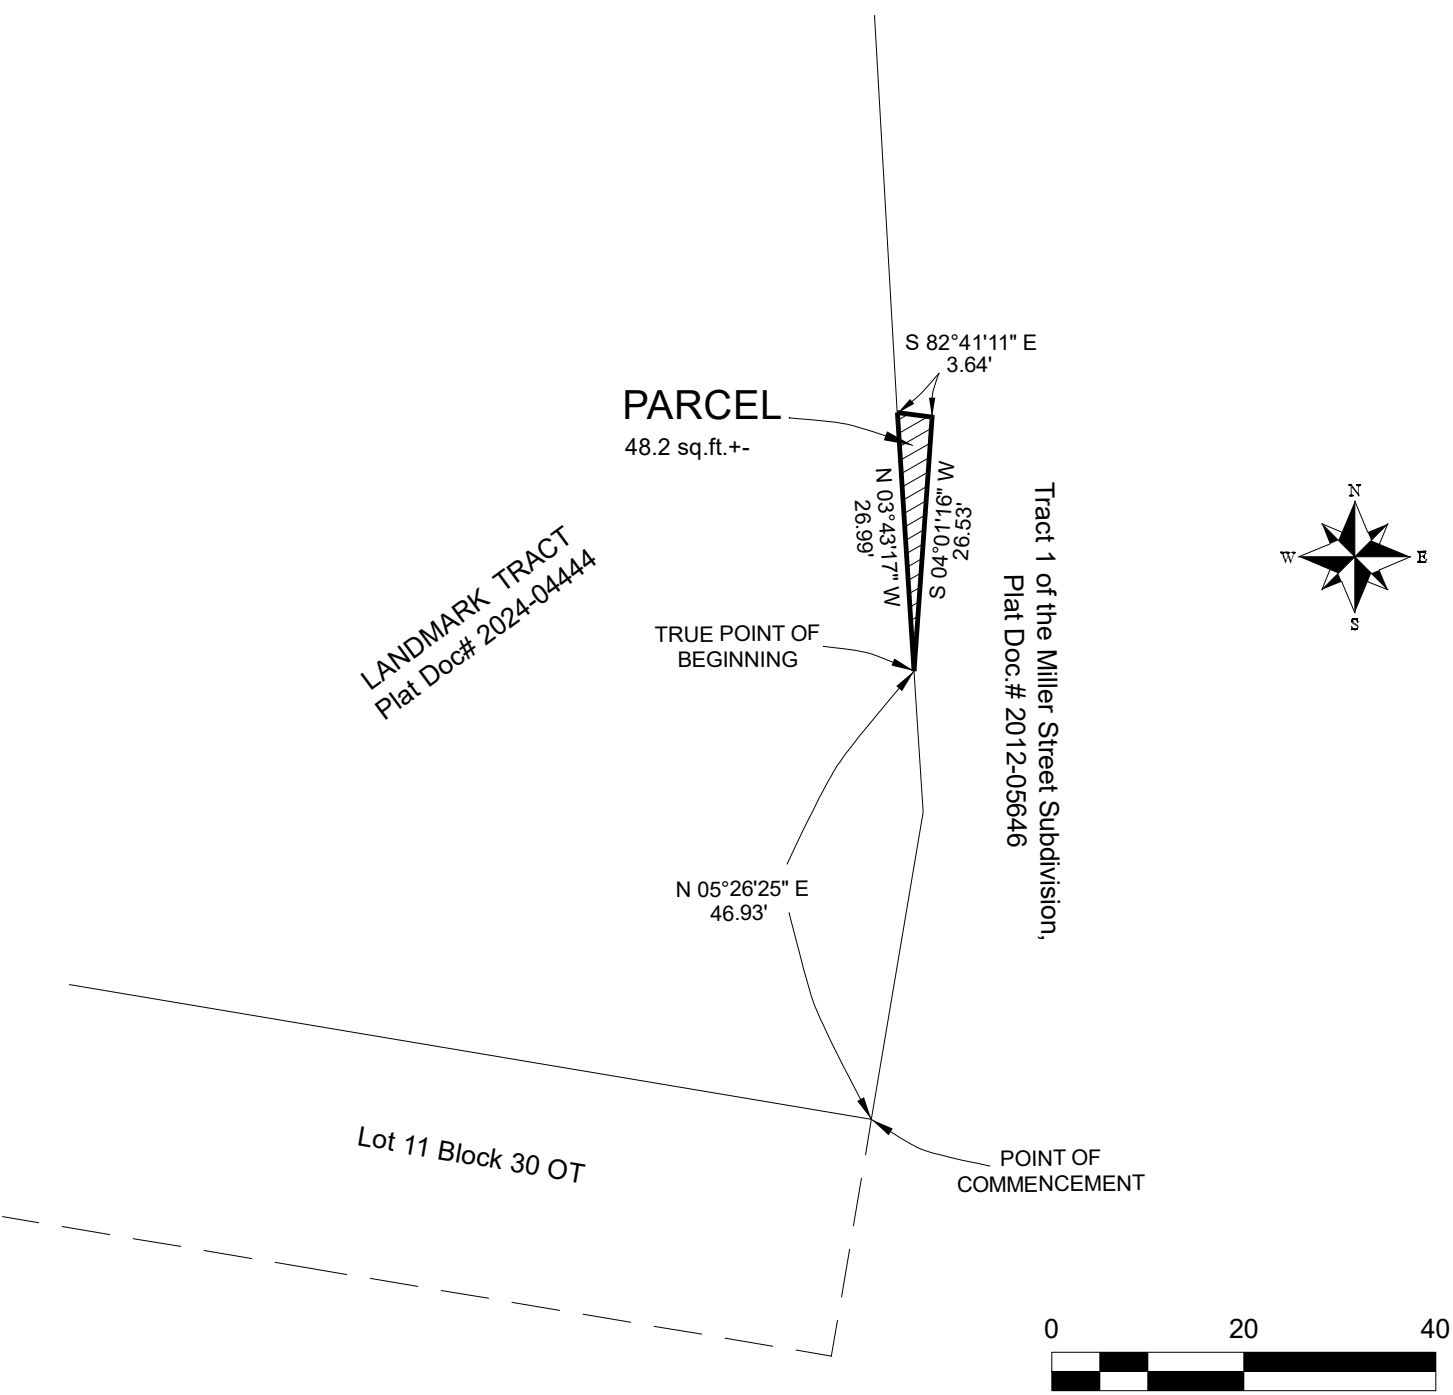 S 82°41'11" E
3.64'
PARCEL
48.2 sq.ft.+-
N 03°43'17" W
26.99'
S 04°01'16" W
26.53'
Tract 1 of the Miller Street Subdivision,
Plat Doc.# 2012-05646
N
W
E
S
LANDMARK TRACT
Plat Doc# 2024-04444
TRUE POINT OF
BEGINNING
N 05°26'25" E
46.93'
Lot 11 Block 30 OT
POINT OF
COMMENCEMENT
0 20 40